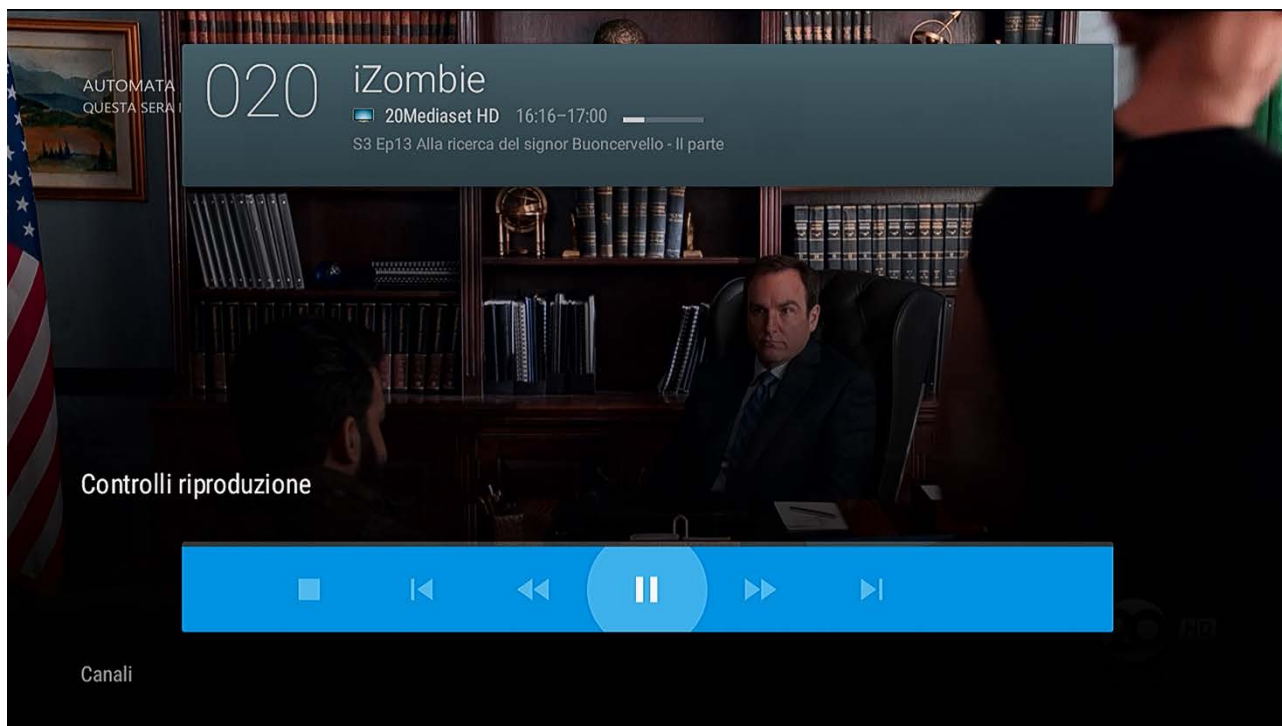 AUTOMATA
QUESTA SERA
020
iZombie
20Mediaset HD 16:16–17:00
S3 Ep13 Alla ricerca del signor Buoncervello - II parte
Controlli riproduzione
HD
Canali